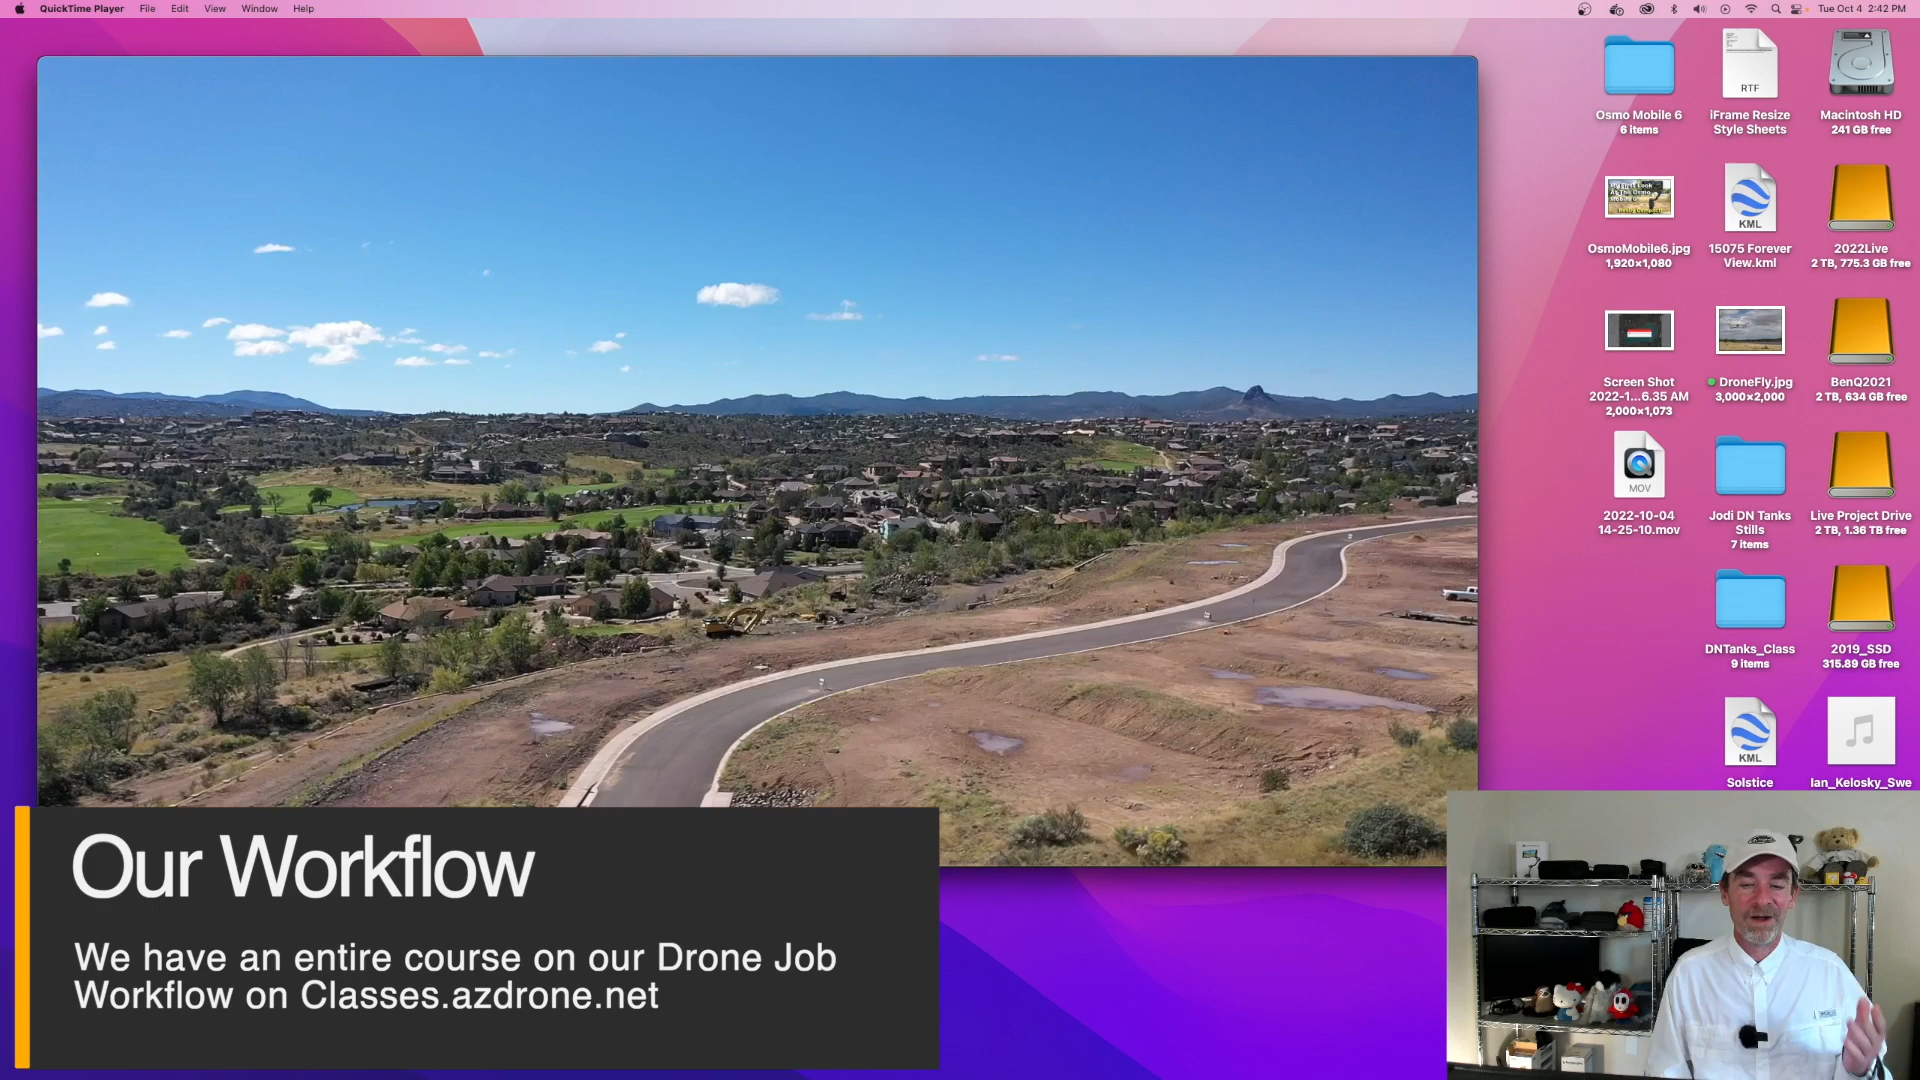 QuickTime Player File Edit View Window Help
Tue Oct 4 2:42 PM
Osmo Mobile 6
6 items
RTF
iFrame Resize
Style Sheets
Macintosh HD
241 GB free
OsmoMobile6.jpg
1,920×1,080
KML
15075 Forever
View.kml
2022Live
2 TB, 775.3 GB free
Screen Shot
2022-1...6.35 AM
2,000×1,073
DroneFly.jpg
3,000×2,000
BenQ2021
2 TB, 634 GB free
MOV
2022-10-04
14-25-10.mov
Jodi DN Tanks
Stills
7 items
Live Project Drive
2 TB, 1.36 TB free
DNTanks_Class
9 items
2019_SSD
315.89 GB free
KML
Solstice
Ian_Kelosky_Swe
Our Workflow
We have an entire course on our Drone Job
Workflow on Classes.azdrone.net